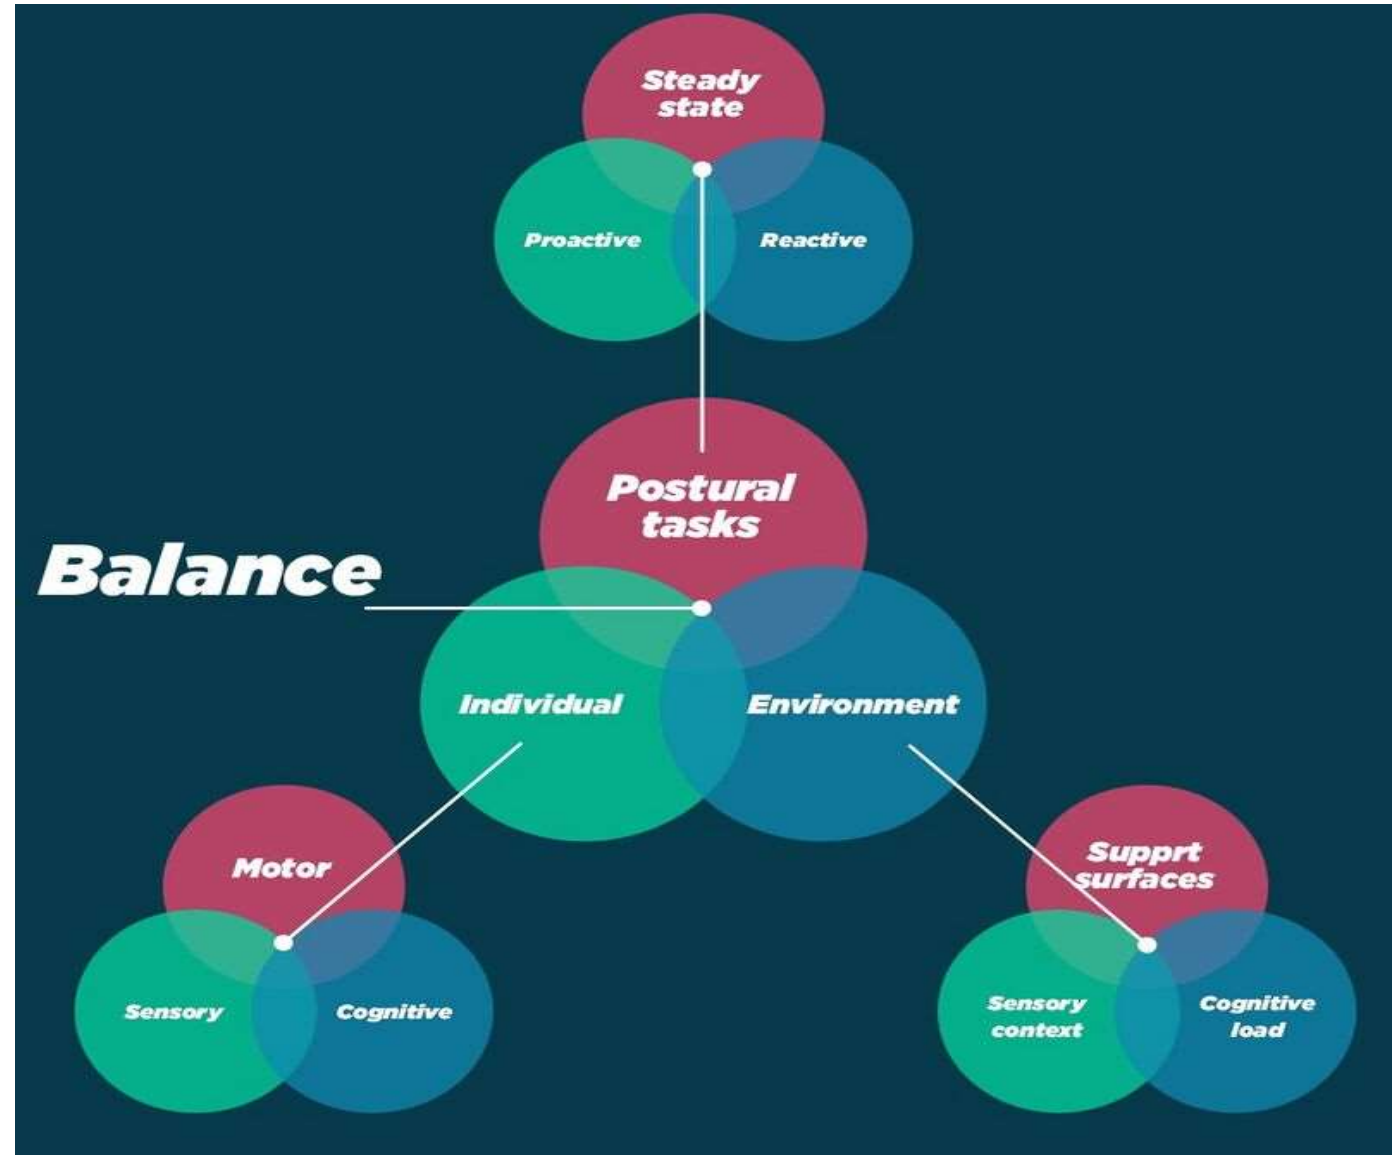 Steady
state
Proactive
Reactive
Postural
tasks
Balance
Individual
Environment
Motor
Sensory
Cognitive
Supprt
surfaces
Sensory
context
Cognitive
load